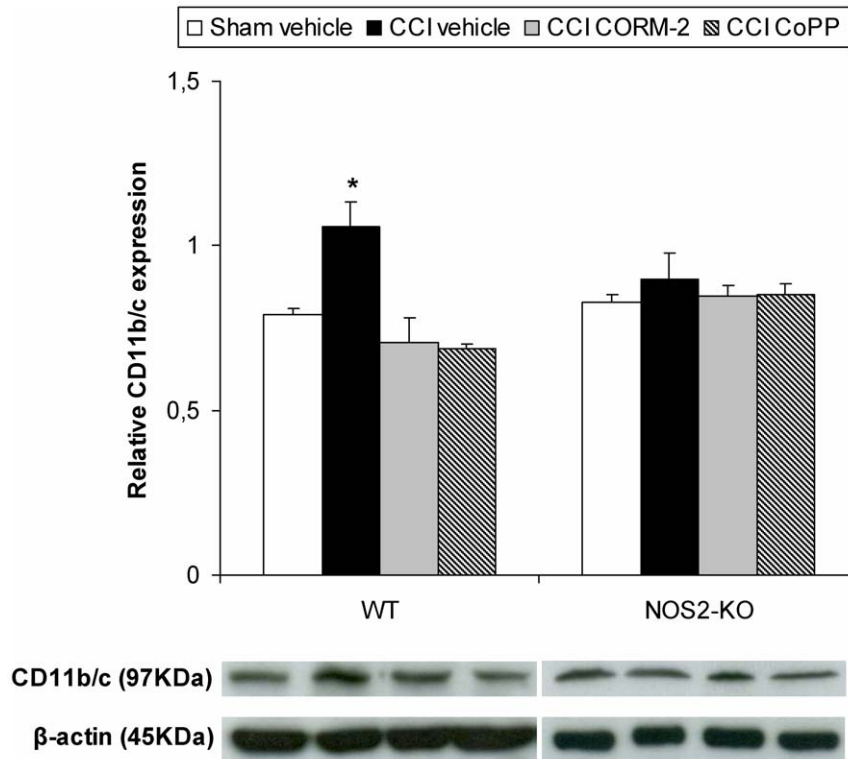 Sham vehicle CCI vehicle CCI CORM-2 CCI CoPP
1,5
1
0,5
0
Relative CD11b/c expression
*
WT NOS2-KO
CD11b/c (97KDa)
β-actin (45KDa)